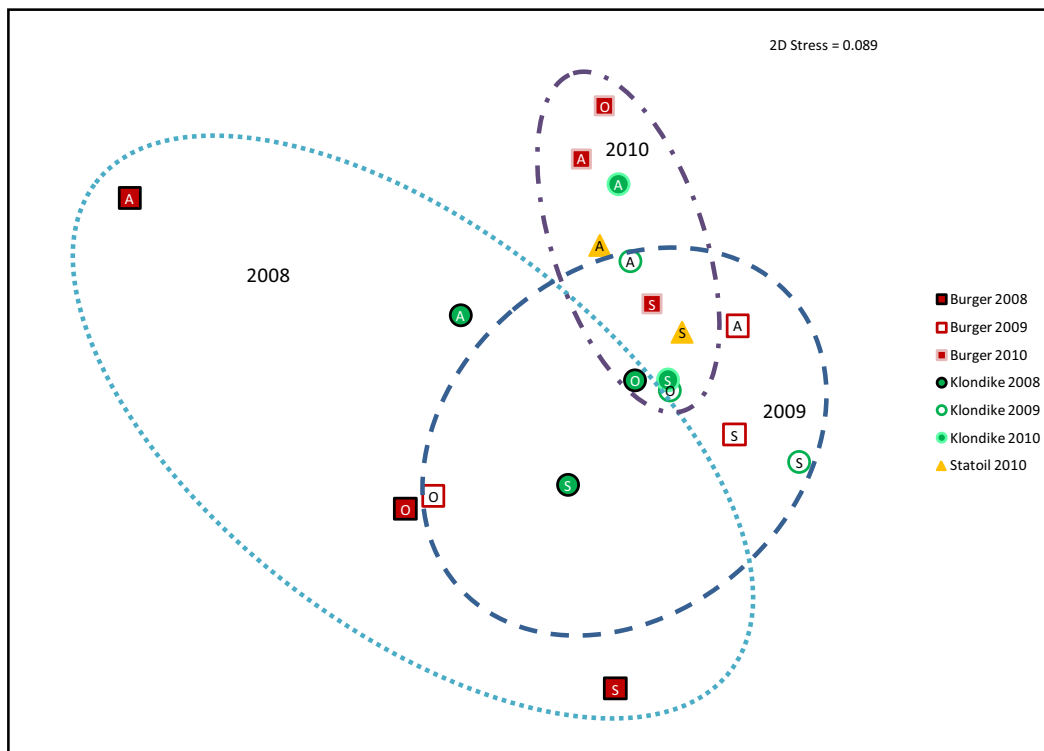 2D Stress = 0.089
O
2010
A
A
A
2008
A
A
S
A
A
S
O
S
O
2009
S
S
S
O
O
S
Burger 2008
Burger 2009
Burger 2010
Klondike 2008
Klondike 2009
Klondike 2010
Statoil 2010